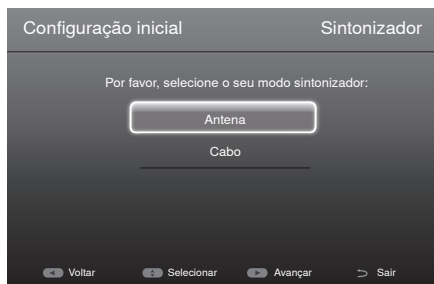 Configuração inicial Sintonizador
Por favor, selecione o seu modo sintonizador:
Antena
Cabo
Voltar Selecionar Avançar Sair